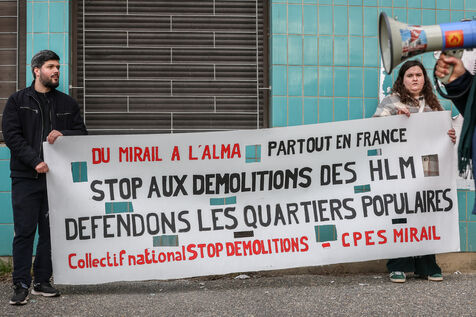 DU MIRAIL A L'ALMA PARTOUT EN FRANCE
STOP AUX DEMOLITIONS DES HLM
DEFENDONS LES QUARTIERS POPULAIRES
Collectif national STOP DEMOLITIONS - CPES MIRAIL